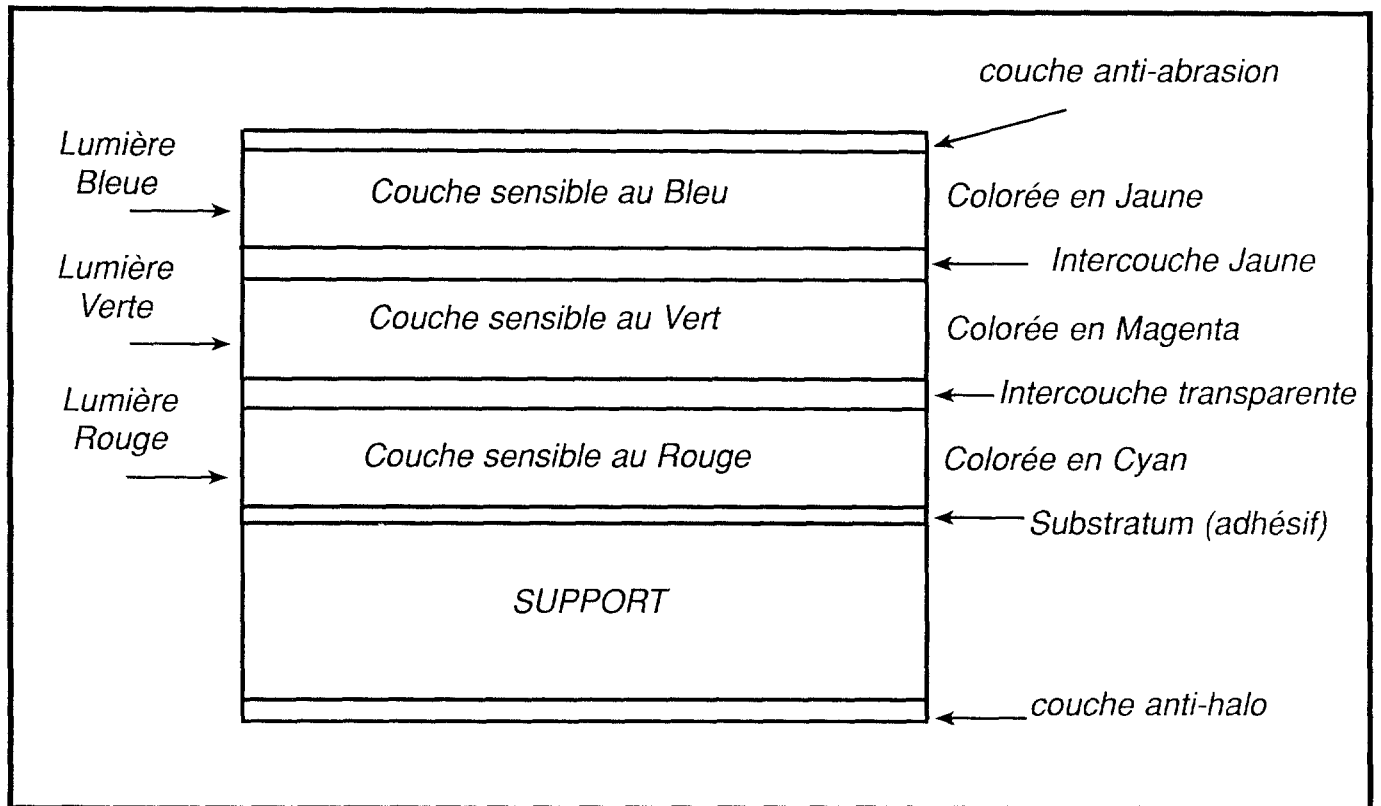 couche anti-abrasion
Lumière
Bleue
Couche sensible au Bleu
Colorée en Jaune
Intercouche Jaune
Lumière
Verte
Couche sensible au Vert
Colorée en Magenta
Intercouche transparente
Lumière
Rouge
Couche sensible au Rouge
Colorée en Cyan
Substratum (adhésif)
SUPPORT
couche anti-halo